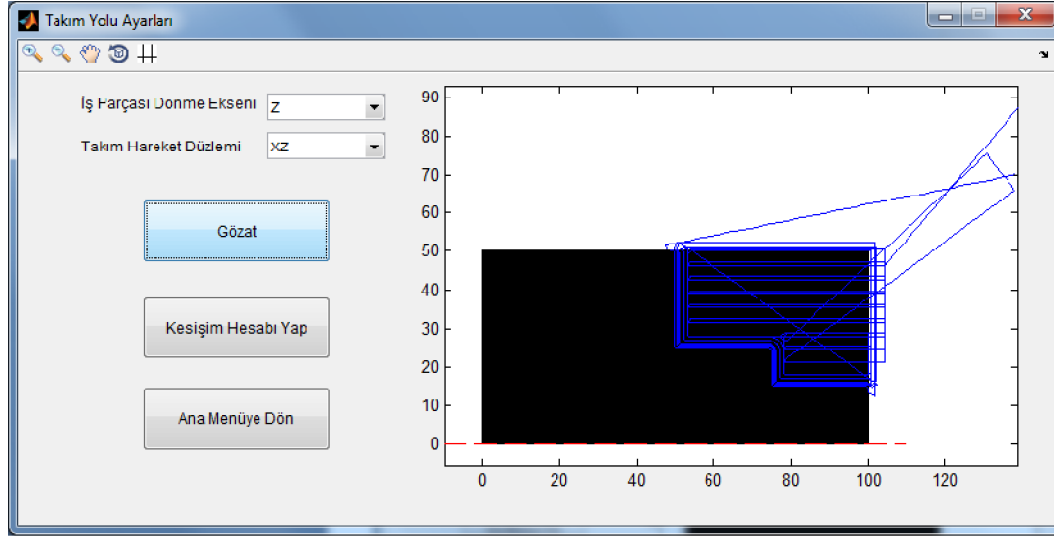 Takım Yolu Ayarları
İş Parçası Dönme Ekseni Z
Takım Hareket Düzlemi XZ
Gözat
Kesişim Hesabı Yap
Ana Menüye Dön
90
80
70
60
50
40
30
20
10
0
0 20 40 60 80 100 120